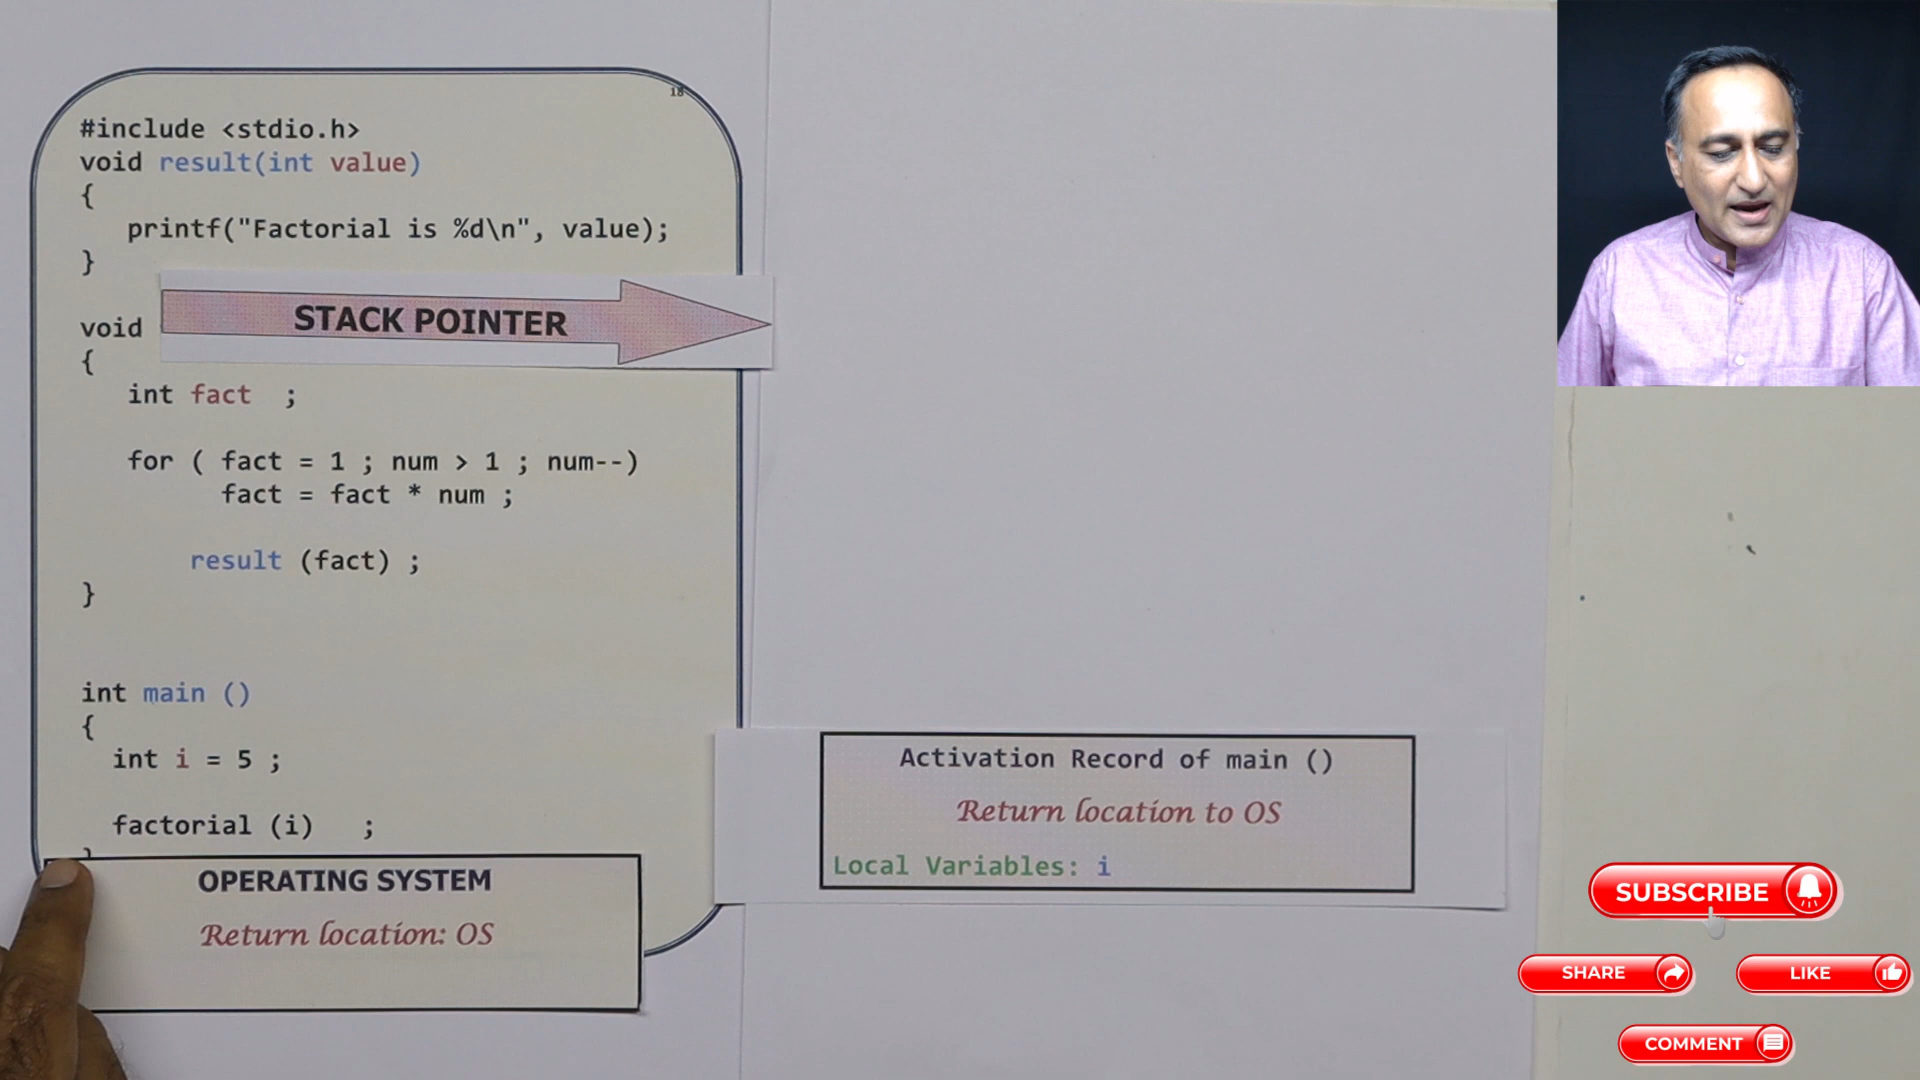 18
#include <stdio.h>
void result(int value)
{
printf("Factorial is %d\n", value);
}
STACK POINTER
void
{
int fact ;
for ( fact = 1 ; num > 1 ; num--)
fact = fact * num ;
result (fact) ;
}
int main ()
{
int i = 5 ;
factorial (i) ;
}
OPERATING SYSTEM
Return location: OS
Activation Record of main ()
Return location to OS
Local Variables: i
SUBSCRIBE
SHARE
LIKE
COMMENT